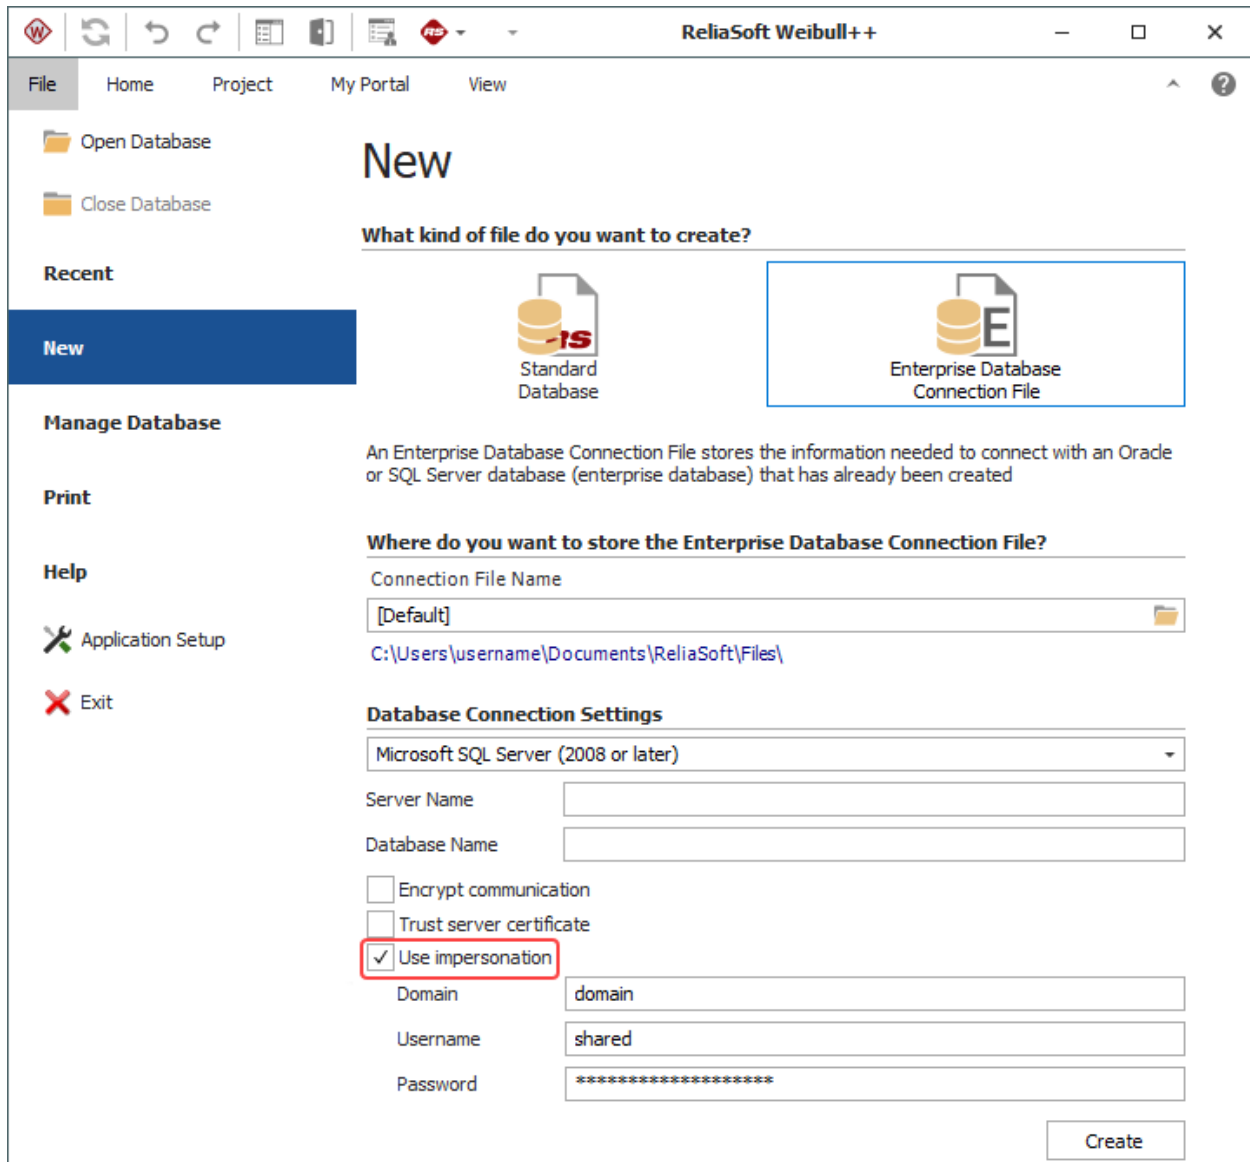 ReliaSoft Weibull++
File Home Project My Portal View
Open Database
Close Database
Recent
New
Manage Database
Print
Help
Application Setup
Exit
New
What kind of file do you want to create?
Standard
Database
E
Enterprise Database
Connection File
An Enterprise Database Connection File stores the information needed to connect with an Oracle
or SQL Server database (enterprise database) that has already been created
Where do you want to store the Enterprise Database Connection File?
Connection File Name
[Default]
C:\Users\username\Documents\ReliaSoft\Files\
Database Connection Settings
Microsoft SQL Server (2008 or later)
Server Name
Database Name
Encrypt communication
Trust server certificate
Use impersonation
Domain domain
Username shared
Password *******************
Create